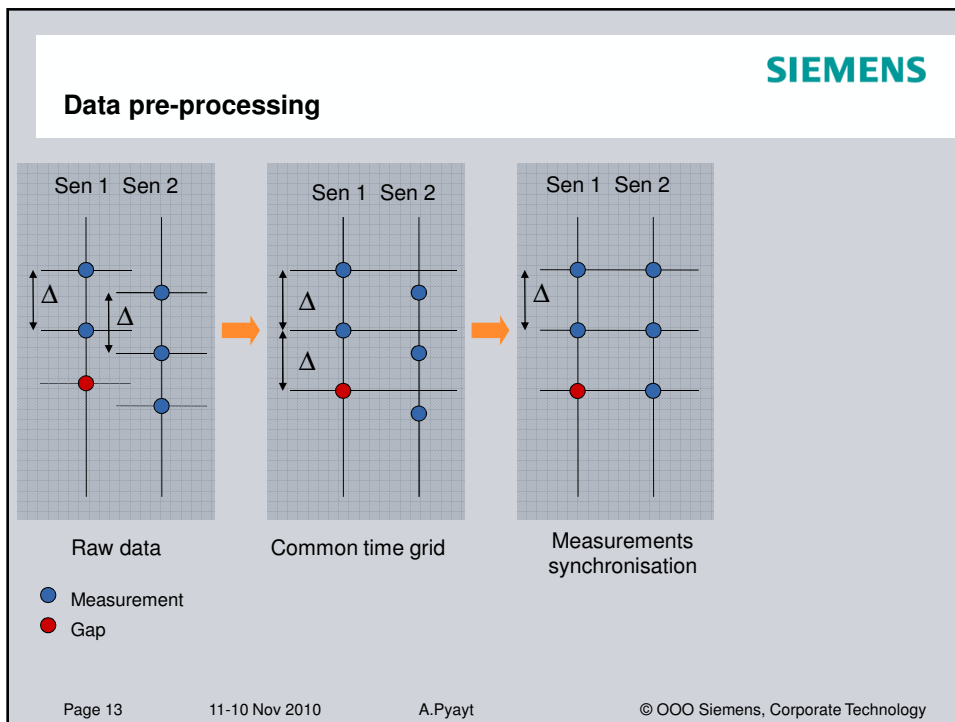 SIEMENS
Data pre-processing
Sen 1 Sen 2
Δ
Δ
Raw data
Sen 1 Sen 2
Δ
Δ
Common time grid
Sen 1 Sen 2
Δ
Measurements
synchronisation
Measurement
Gap
Page 13 11-10 Nov 2010 A.Pyayt © OOO Siemens, Corporate Technology